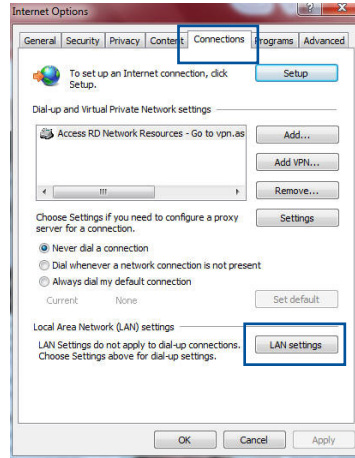 Internet Options
General Security Privacy Content Connections Programs Advanced
To set up an Internet connection, click
Setup.
Setup
Dial-up and Virtual Private Network settings
Access RD Network Resources - Go to vpn.as
Add...
Add VPN...
Remove...
Choose Settings if you need to configure a proxy
server for a connection.
Settings
Never dial a connection
Dial whenever a network connection is not present
Always dial my default connection
Current None
Set default
Local Area Network (LAN) settings
LAN Settings do not apply to dial-up connections.
Choose Settings above for dial-up settings.
LAN settings
OK Cancel Apply